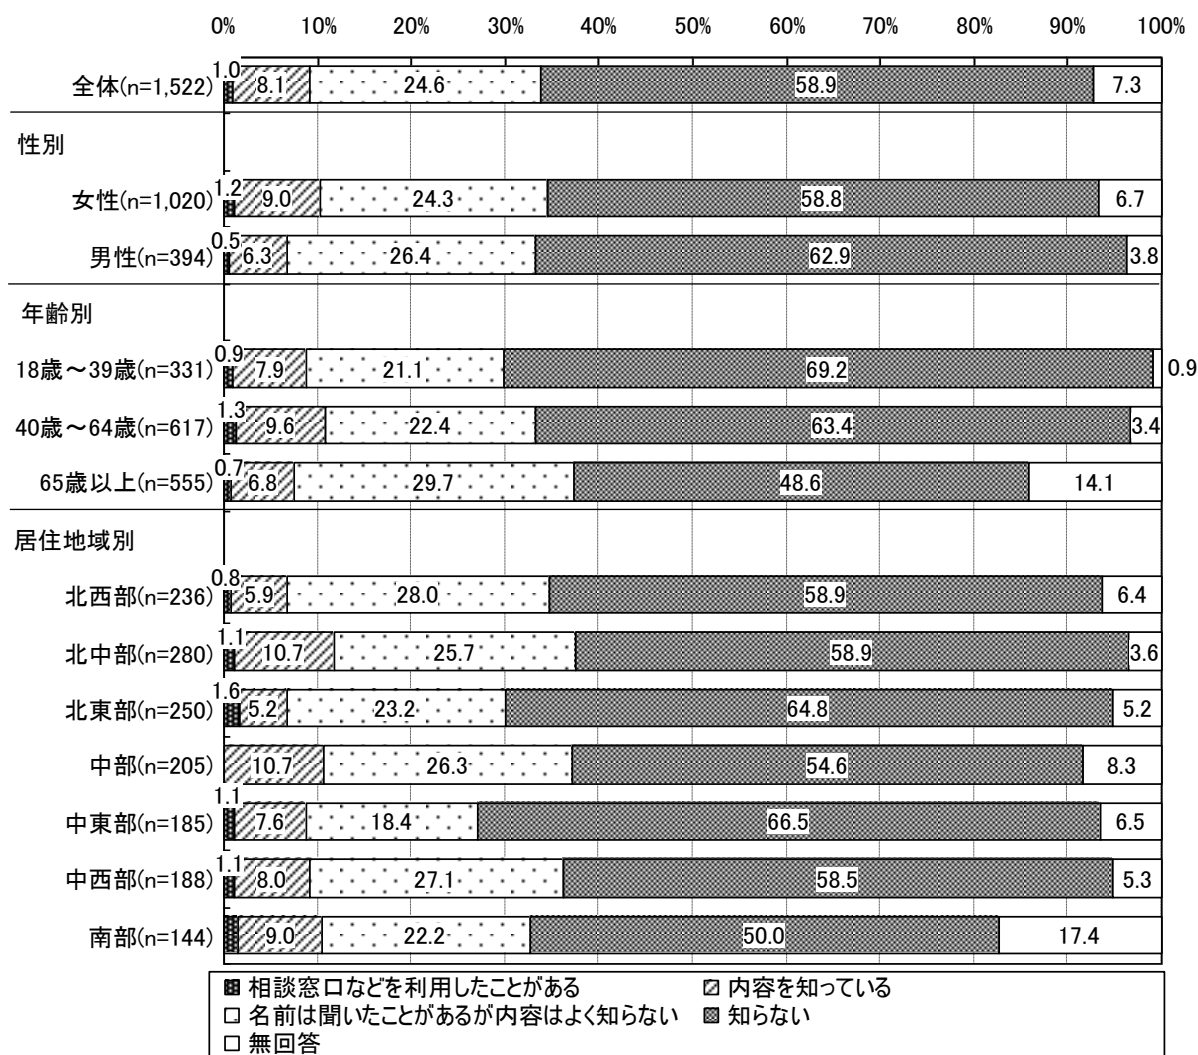 0% 10% 20% 30% 40% 50% 60% 70% 80% 90% 100%
全体(n=1,522) 1.0 8.1 24.6 58.9 7.3
性別
女性(n=1,020) 1.2 9.0 24.3 58.8 6.7
男性(n=394) 0.5 6.3 26.4 62.9 3.8
年齢別
18歳～39歳(n=331) 0.9 7.9 21.1 69.2 0.9
40歳～64歳(n=617) 1.3 9.6 22.4 63.4 3.4
65歳以上(n=555) 0.7 6.8 29.7 48.6 14.1
居住地域別
北西部(n=236) 0.8 5.9 28.0 58.9 6.4
北中部(n=280) 1.1 10.7 25.7 58.9 3.6
北東部(n=250) 1.6 5.2 23.2 64.8 5.2
中部(n=205) 10.7 26.3 54.6 8.3
中東部(n=185) 1.1 7.6 18.4 66.5 6.5
中西部(n=188) 1.1 8.0 27.1 58.5 5.3
南部(n=144) 9.0 22.2 50.0 17.4
相談窓口などを利用したことがある 内容を知っている
名前は聞いたことがあるが内容はよく知らない 知らない
無回答